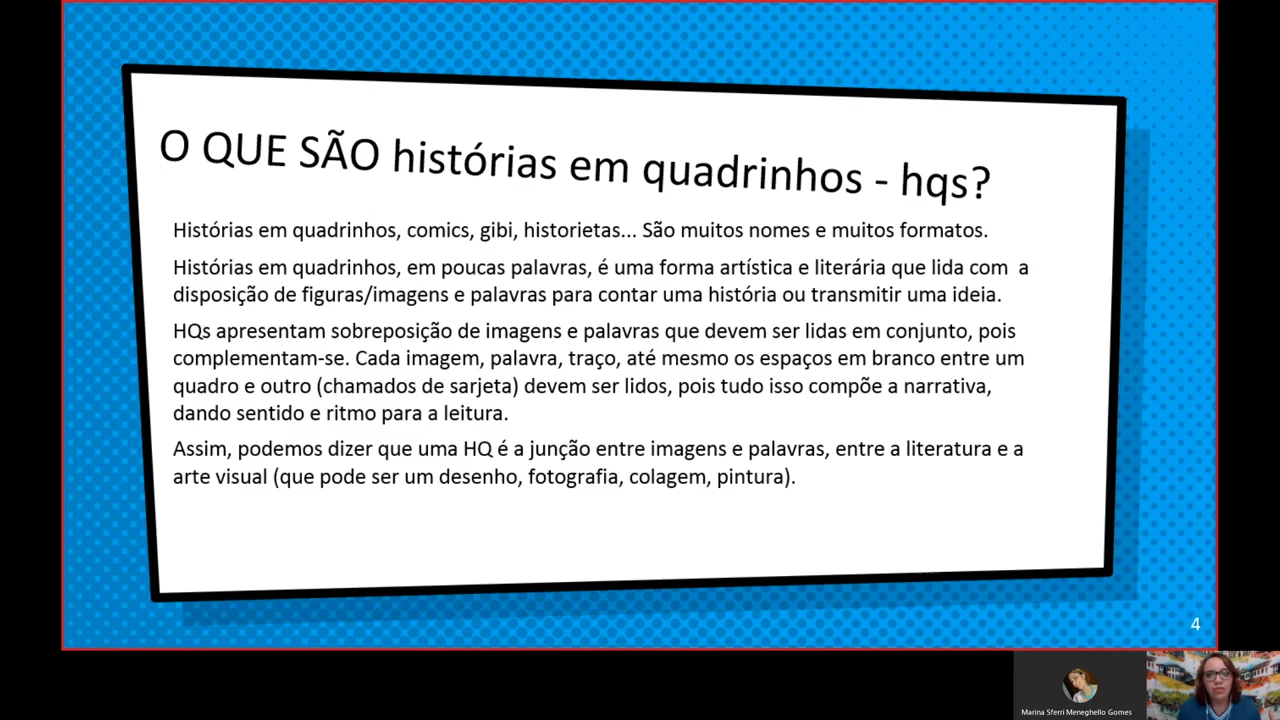 O QUE SÃO histórias em quadrinhos - hqs?
Histórias em quadrinhos, comics, gibi, historietas... São muitos nomes e muitos formatos.
Histórias em quadrinhos, em poucas palavras, é uma forma artística e literária que lida com a
disposição de figuras/imagens e palavras para contar uma história ou transmitir uma ideia.
HQs apresentam sobreposição de imagens e palavras que devem ser lidas em conjunto, pois
complementam-se. Cada imagem, palavra, traço, até mesmo os espaços em branco entre um
quadro e outro (chamados de sarjeta) devem ser lidos, pois tudo isso compõe a narrativa,
dando sentido e ritmo para a leitura.
Assim, podemos dizer que uma HQ é a junção entre imagens e palavras, entre a literatura e a
arte visual (que pode ser um desenho, fotografia, colagem, pintura).
4
Marina Sferri Meneghello Gomes